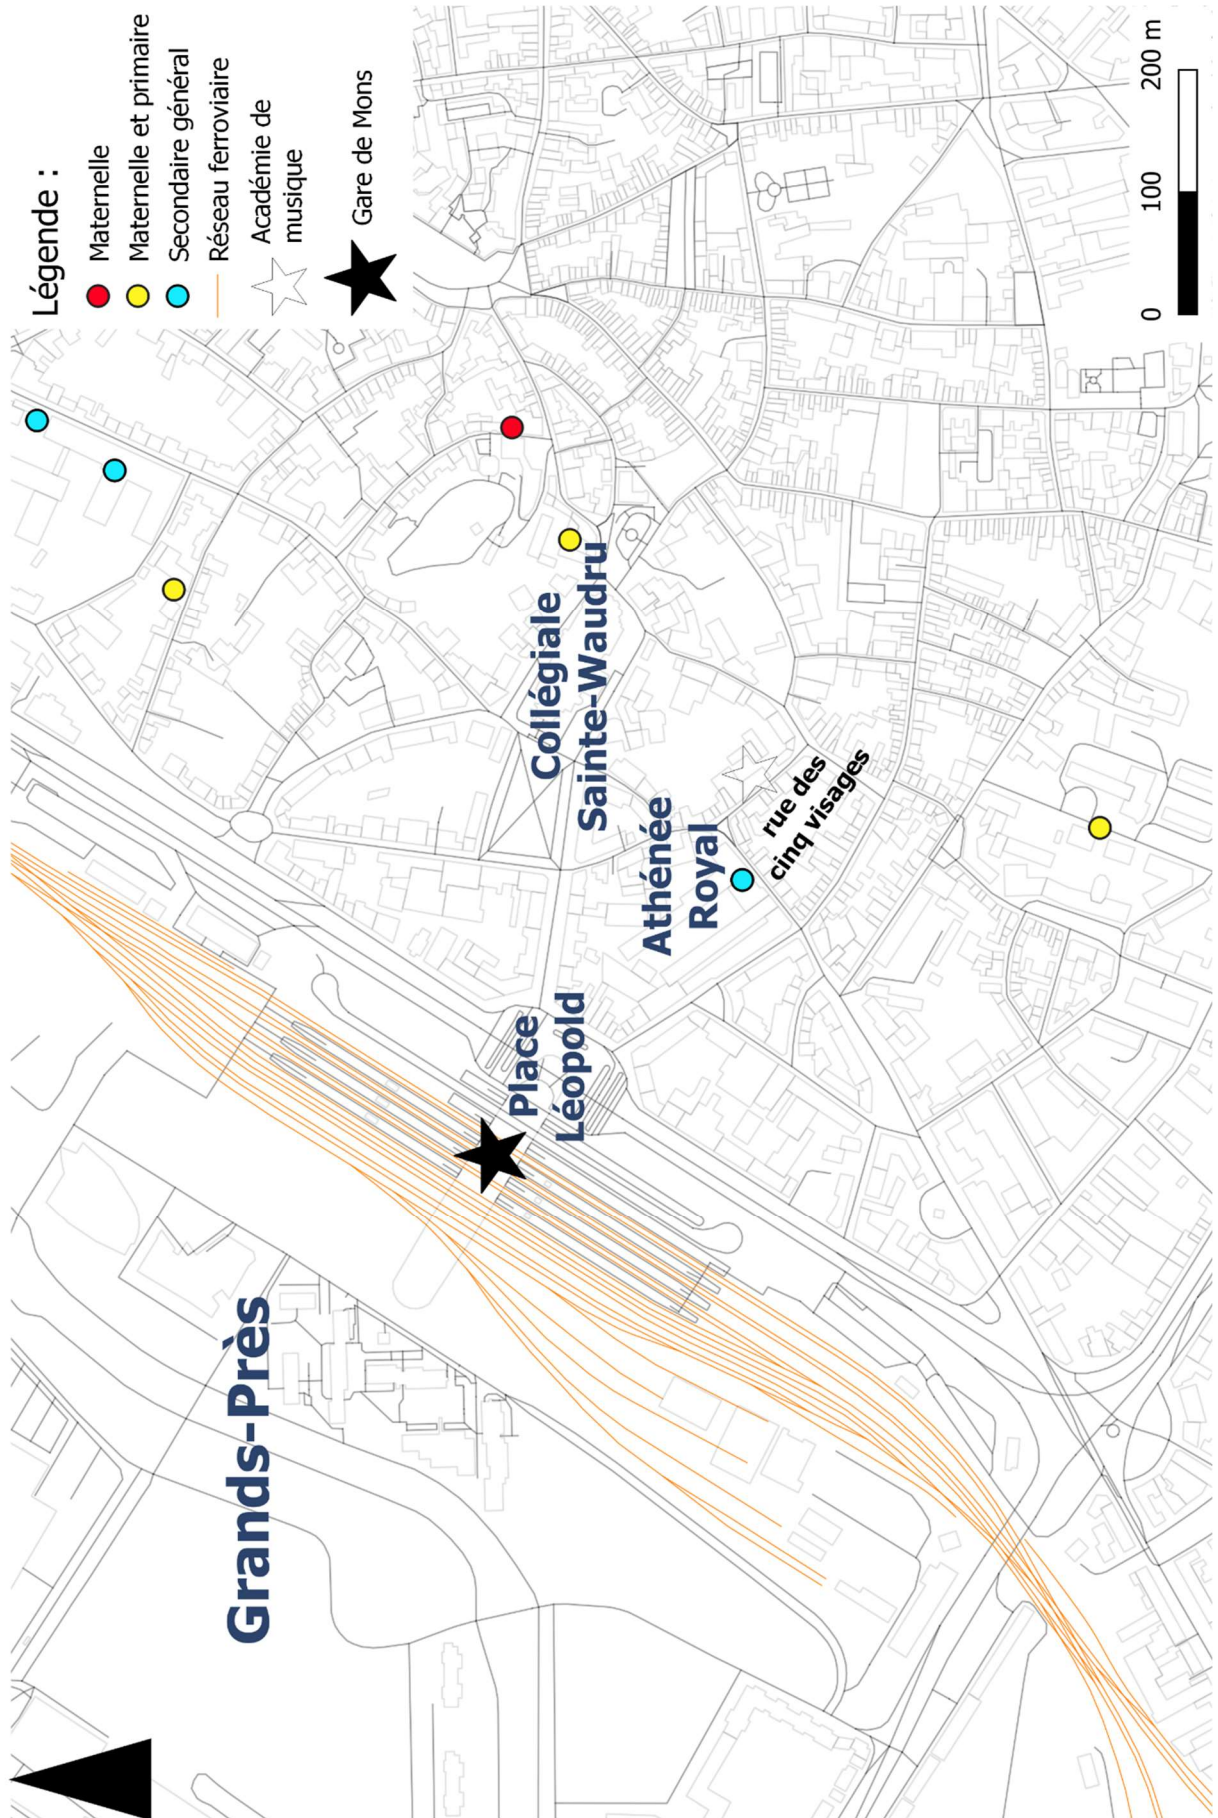 Légende :
Maternelle
Maternelle et primaire
Secondaire général
Réseau ferroviaire
Académie de
musique
Gare de Mons
Grands-Près
Place
Léopold
Collégiale
Sainte-Waudru
Athénée
Royal
rue des
cinq visages
0 100 200 m